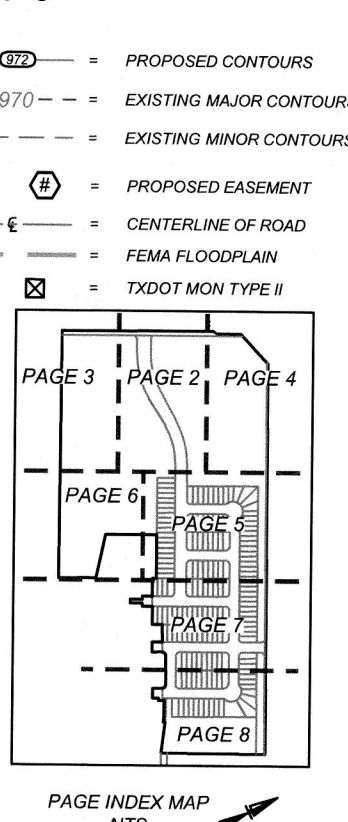 972 = PROPOSED CONTOURS
970 = EXISTING MAJOR CONTOURS
= EXISTING MINOR CONTOURS
# = PROPOSED EASEMENT
℄ = CENTERLINE OF ROAD
= FEMA FLOODPLAIN
= TXDOT MON TYPE II
PAGE 3 PAGE 2 PAGE 4
PAGE 6
PAGE 5
PAGE 7
PAGE 8
PAGE INDEX MAP
NTS